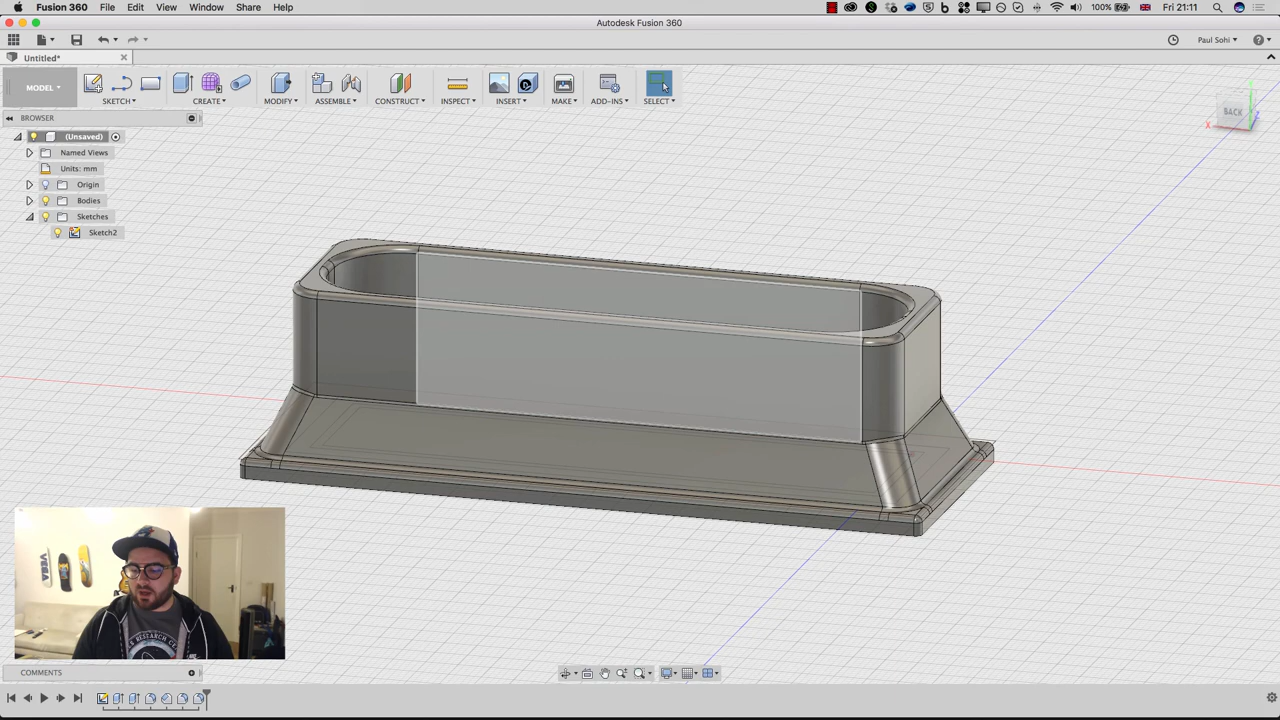 Fusion 360 File Edit View Window Share Help 100% Fri 21:11
Autodesk Fusion 360
Paul Sohi
Untitled*
MODEL SKETCH CREATE MODIFY ASSEMBLE CONSTRUCT INSPECT INSERT MAKE ADD-INS SELECT
BROWSER
(Unsaved)
Named Views
Units: mm
Origin
Bodies
Sketches
Sketch2
BACK
X
Z
VEGA
RESEARCH
COMMENTS